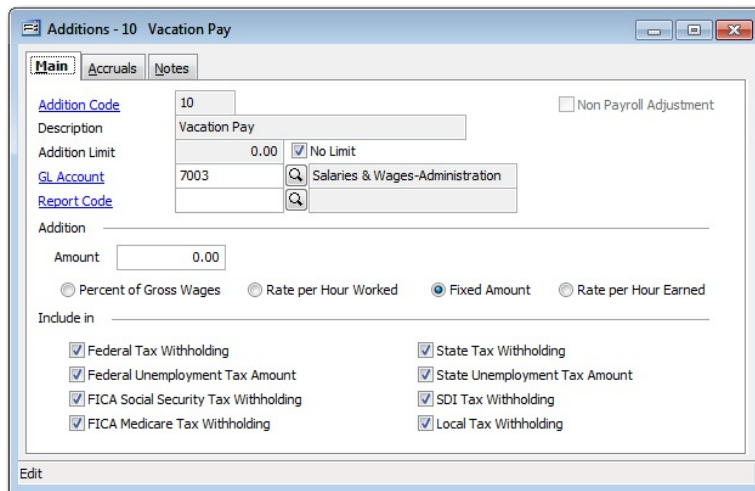 Additions - 10 Vacation Pay
Main Accruals Notes
Addition Code 10 Non Payroll Adjustment
Description Vacation Pay
Addition Limit 0.00 No Limit
GL Account 7003 Salaries & Wages-Administration
Report Code
Addition
Amount 0.00
Percent of Gross Wages Rate per Hour Worked Fixed Amount Rate per Hour Earned
Include in
Federal Tax Withholding State Tax Withholding
Federal Unemployment Tax Amount State Unemployment Tax Amount
FICA Social Security Tax Withholding SDI Tax Withholding
FICA Medicare Tax Withholding Local Tax Withholding
Edit